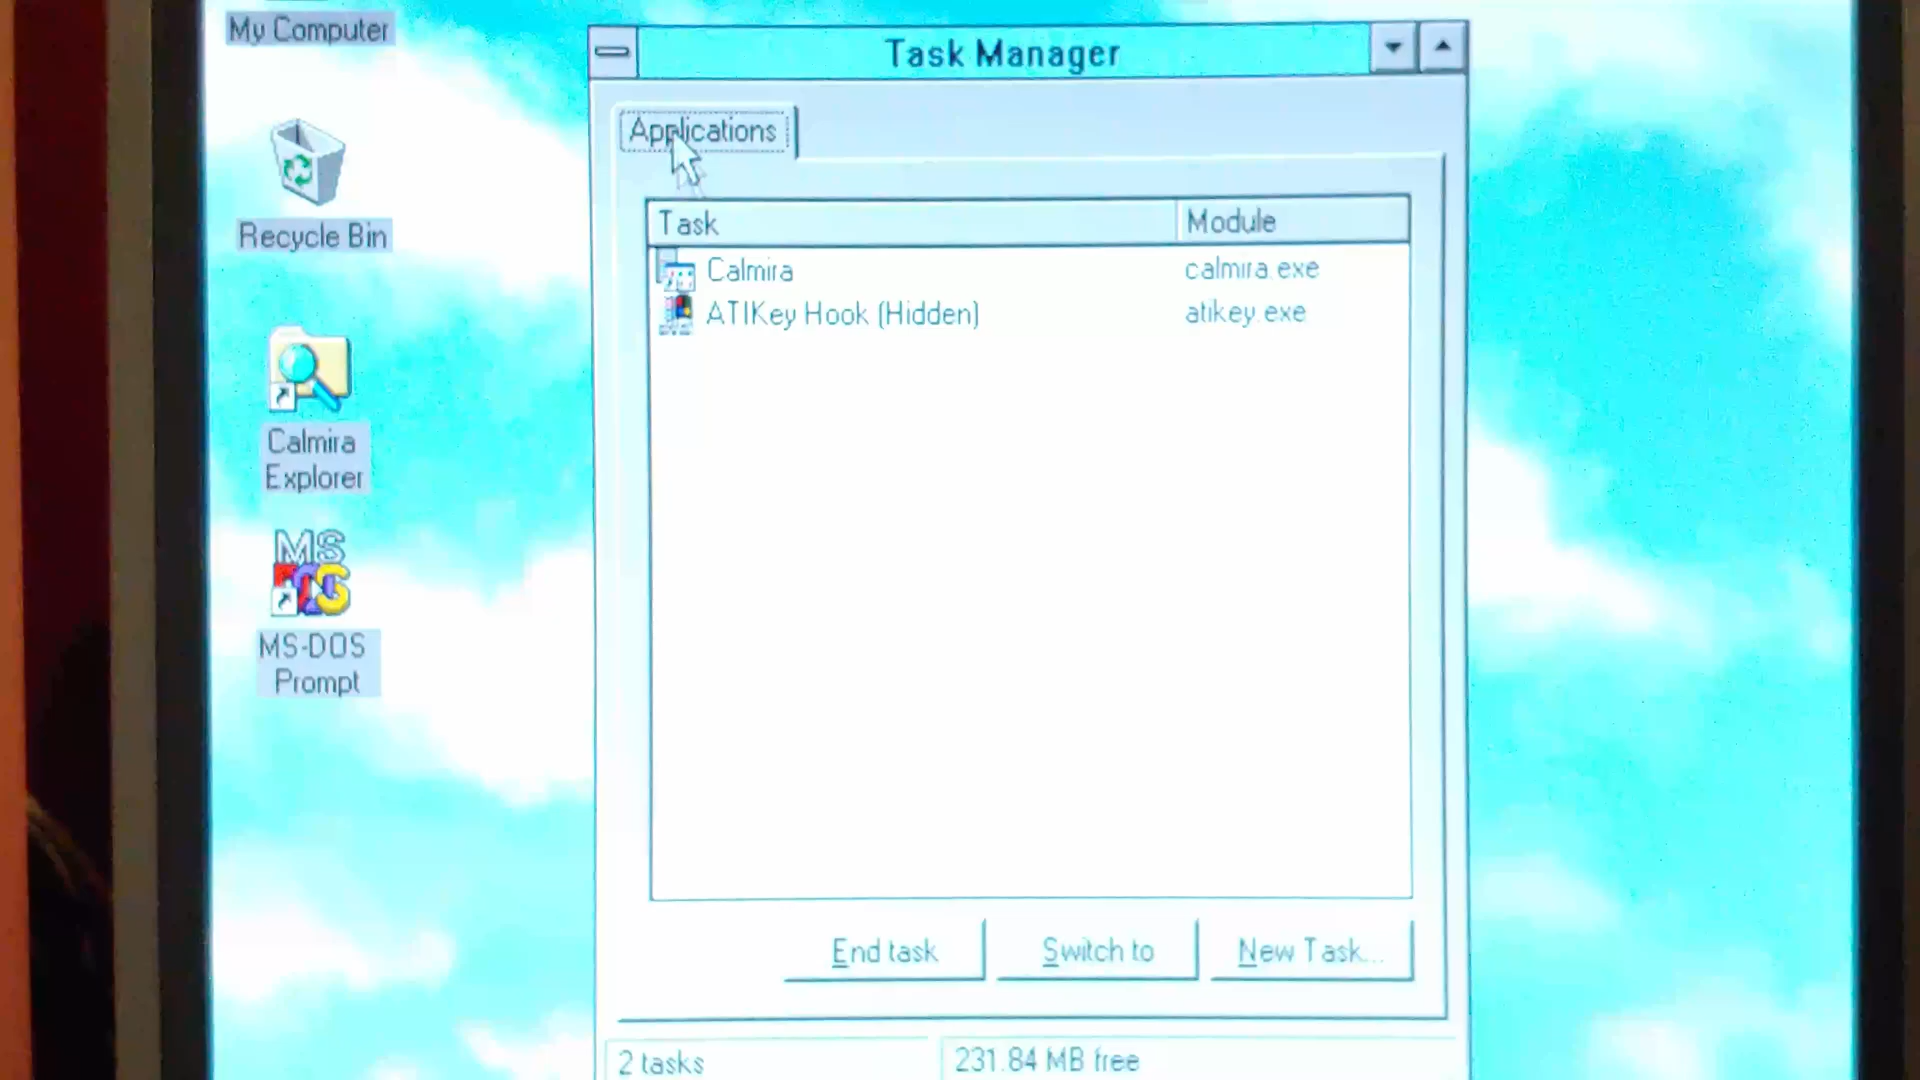 My Computer
Recycle Bin
Calmira
Explorer
MS
DOS
MS-DOS
Prompt
Task Manager
Applications
Task Module
Calmira calmira.exe
ATIKey Hook (Hidden) atikey.exe
End task Switch to New Task...
2 tasks 231.84 MB free